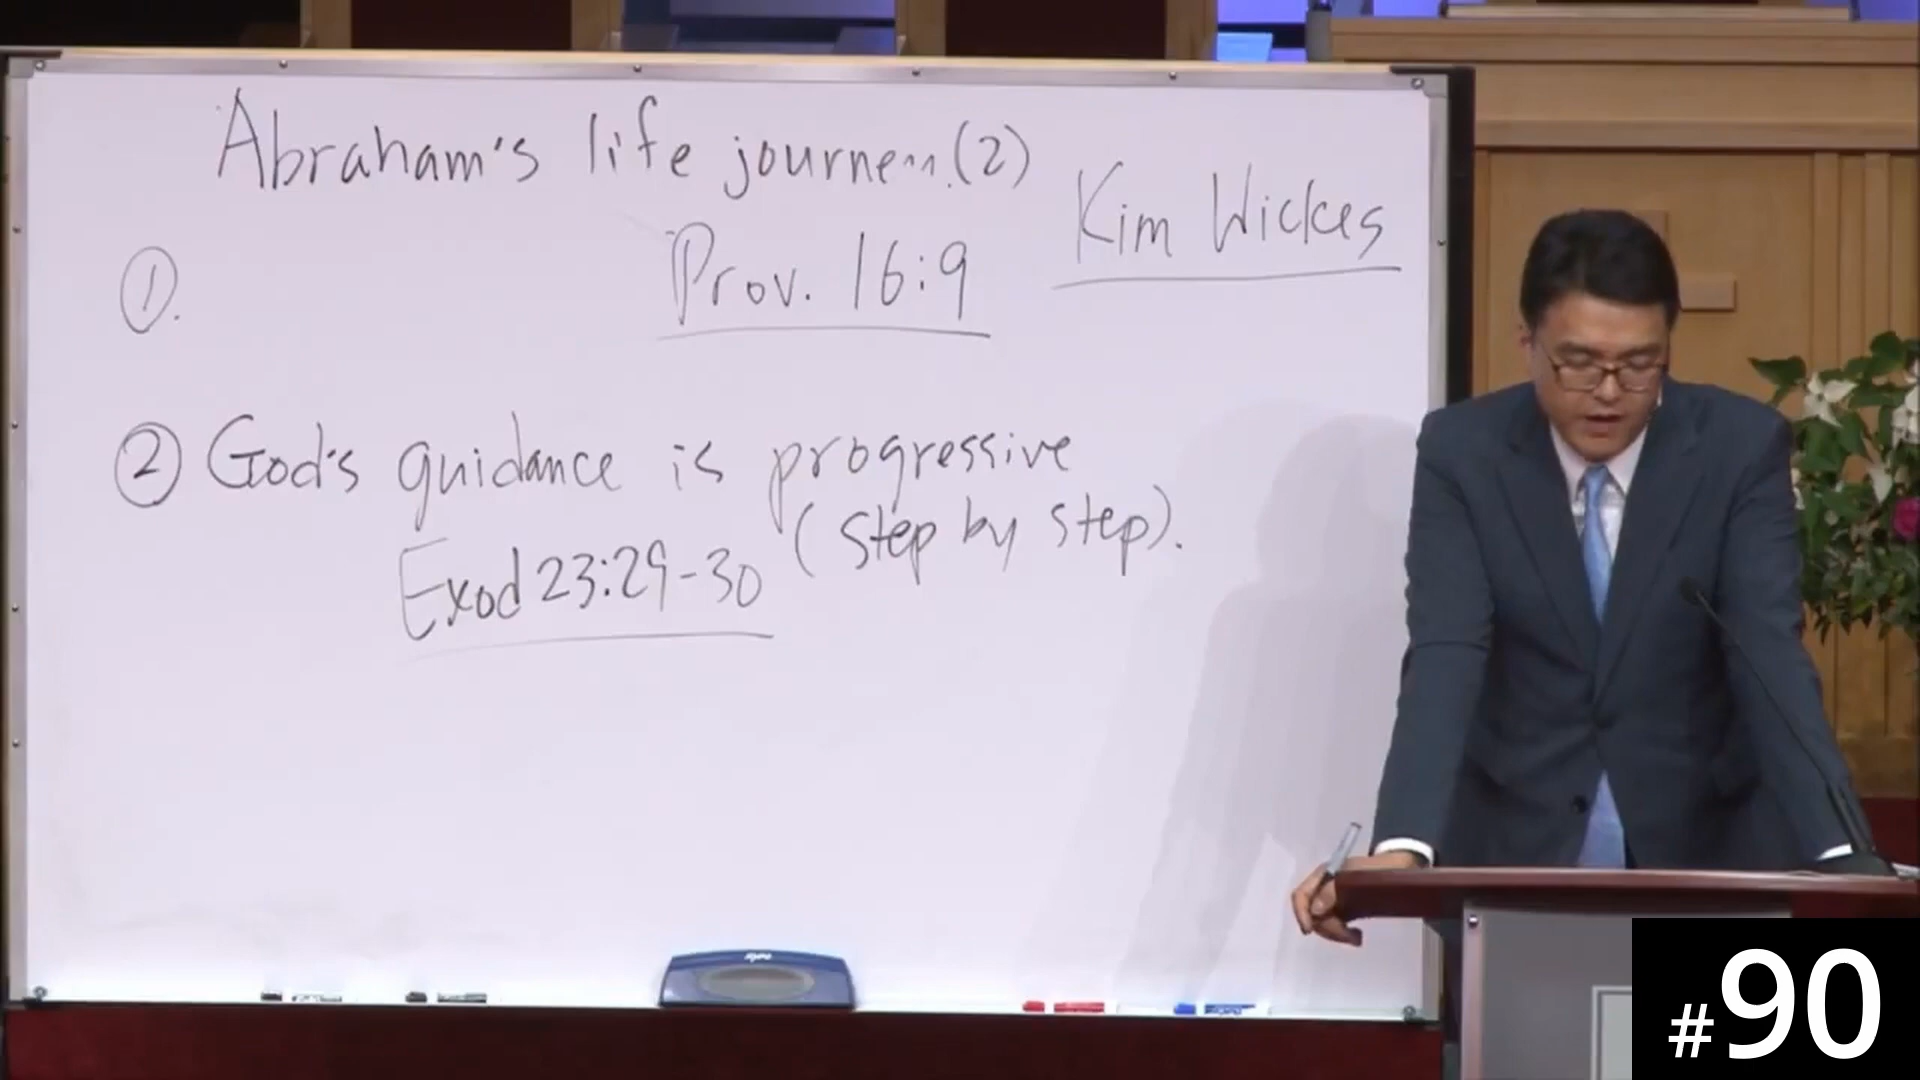 Abraham's life journey.(2)
Kim Wickes
①. Prov. 16:9
② God's guidance is progressive
(step by step).
Exod 23:29-30
#90